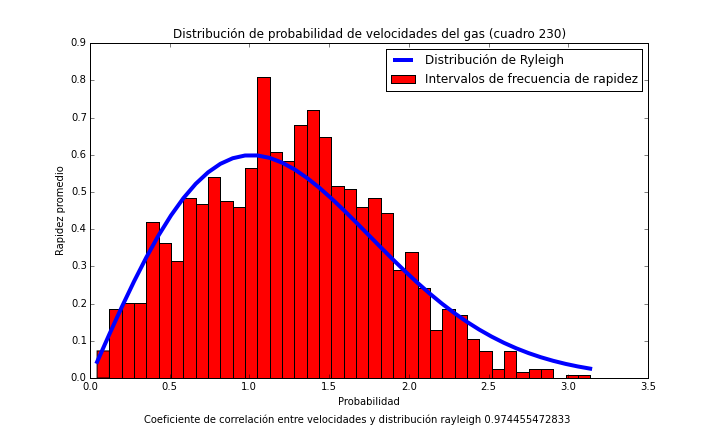 Distribución de probabilidad de velocidades del gas (cuadro 230)
Distribución de Ryleigh
Intervalos de frecuencia de rapidez
Rapidez promedio
0.9
0.8
0.7
0.6
0.5
0.4
0.3
0.2
0.1
0.0
0.0 0.5 1.0 1.5 2.0 2.5 3.0 3.5
Probabilidad
Coeficiente de correlación entre velocidades y distribución rayleigh 0.974455472833